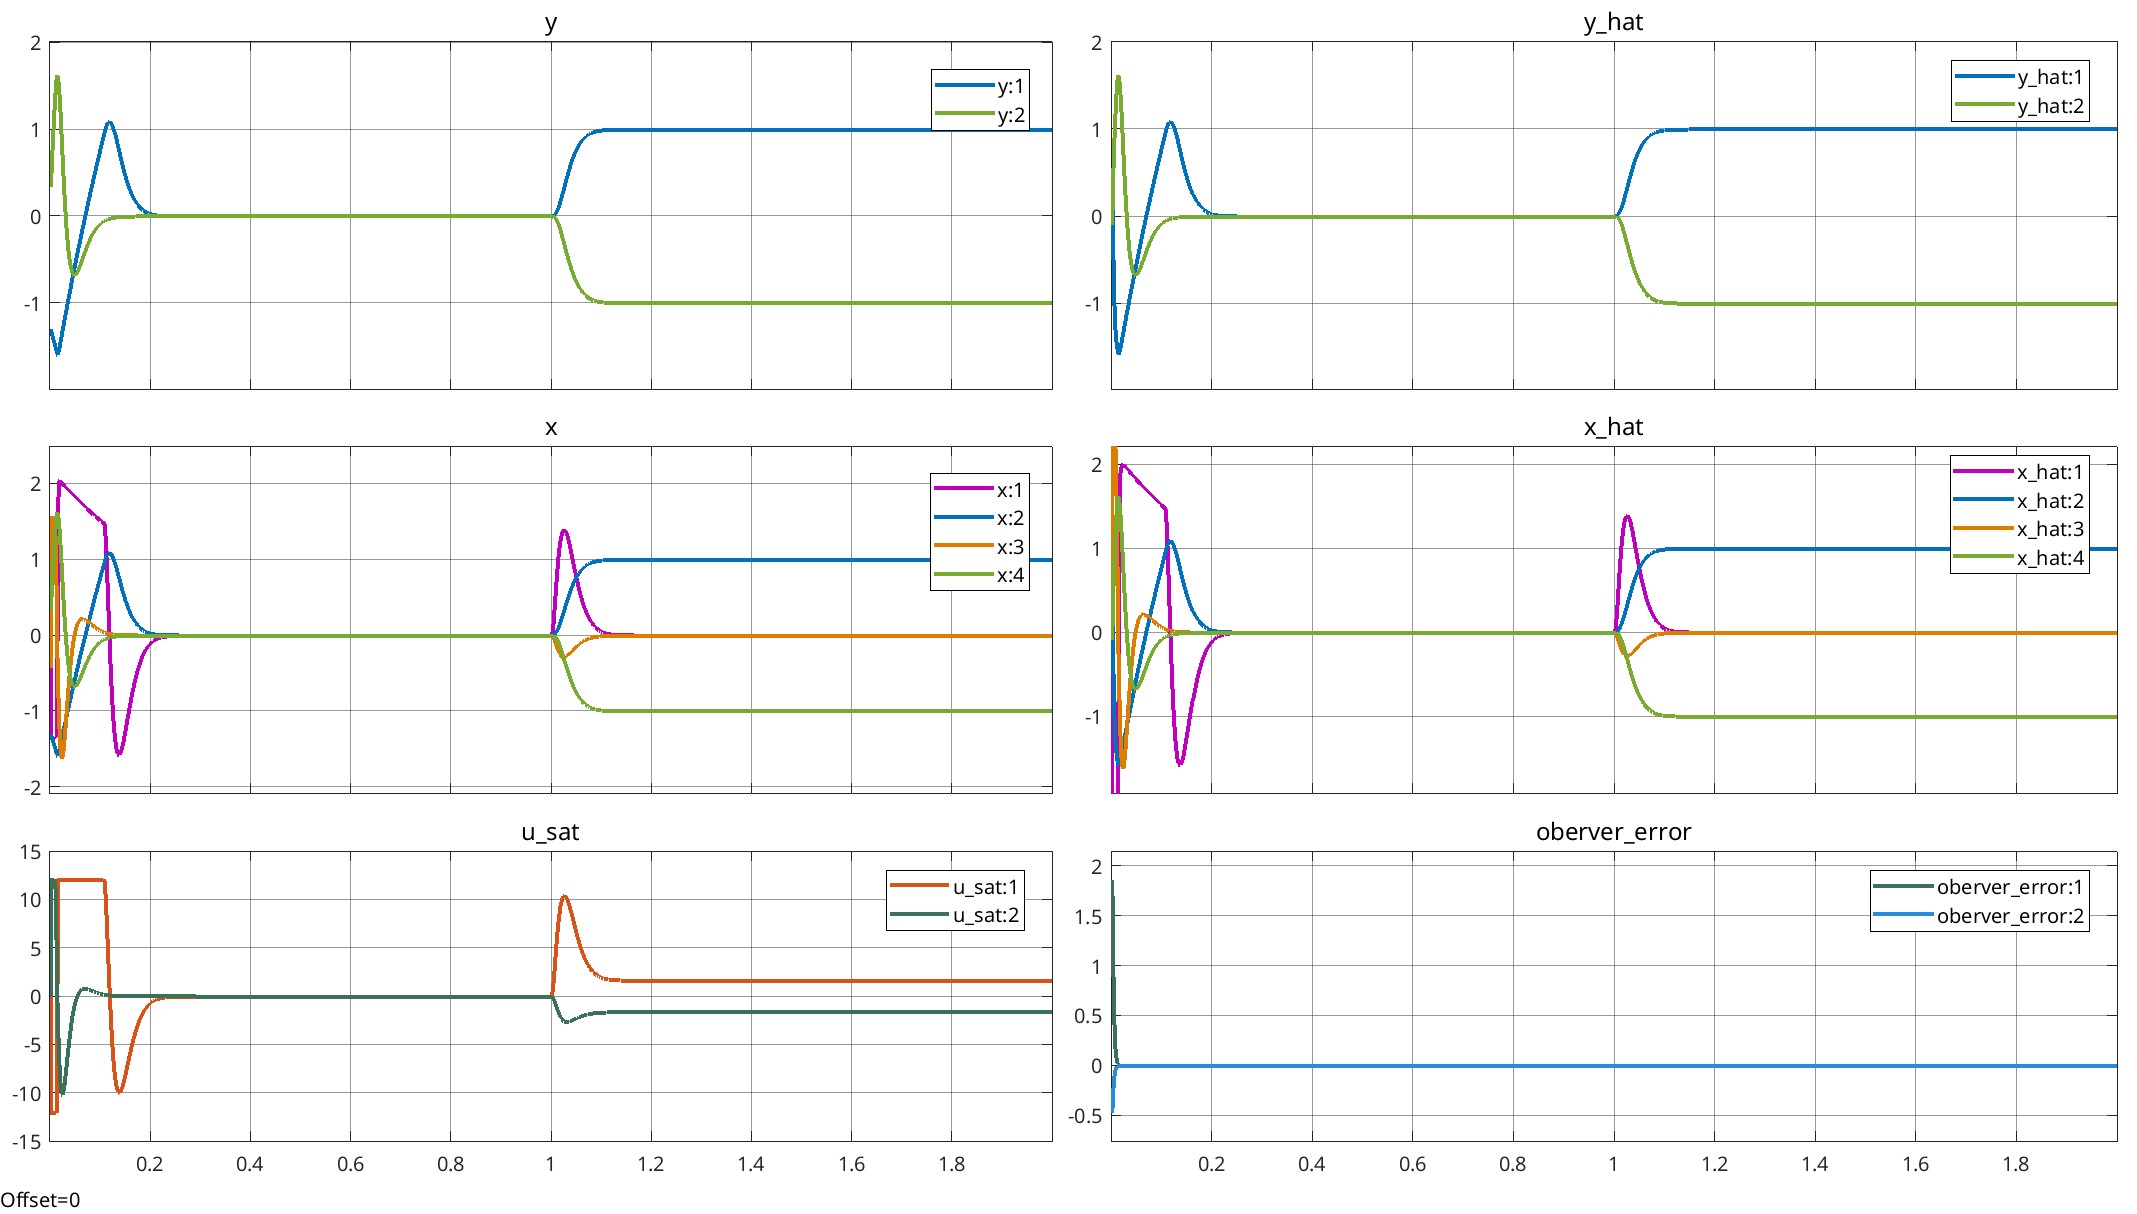 y
2
1
0
-1
y:1
y:2
y_hat
2
1
0
-1
y_hat:1
y_hat:2
x
2
1
0
-1
-2
x:1
x:2
x:3
x:4
x_hat
2
1
0
-1
x_hat:1
x_hat:2
x_hat:3
x_hat:4
u_sat
15
10
5
0
-5
-10
-15
u_sat:1
u_sat:2
0.2 0.4 0.6 0.8 1 1.2 1.4 1.6 1.8
oberver_error
2
1.5
1
0.5
0
-0.5
oberver_error:1
oberver_error:2
0.2 0.4 0.6 0.8 1 1.2 1.4 1.6 1.8
Offset=0